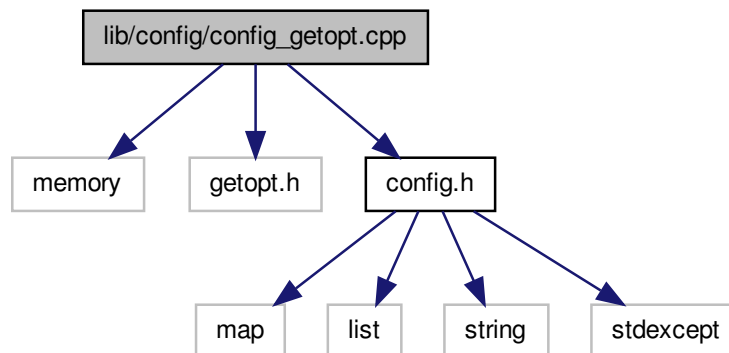 lib/config/config_getopt.cpp
memory
getopt.h
config.h
map
list
string
stdexcept